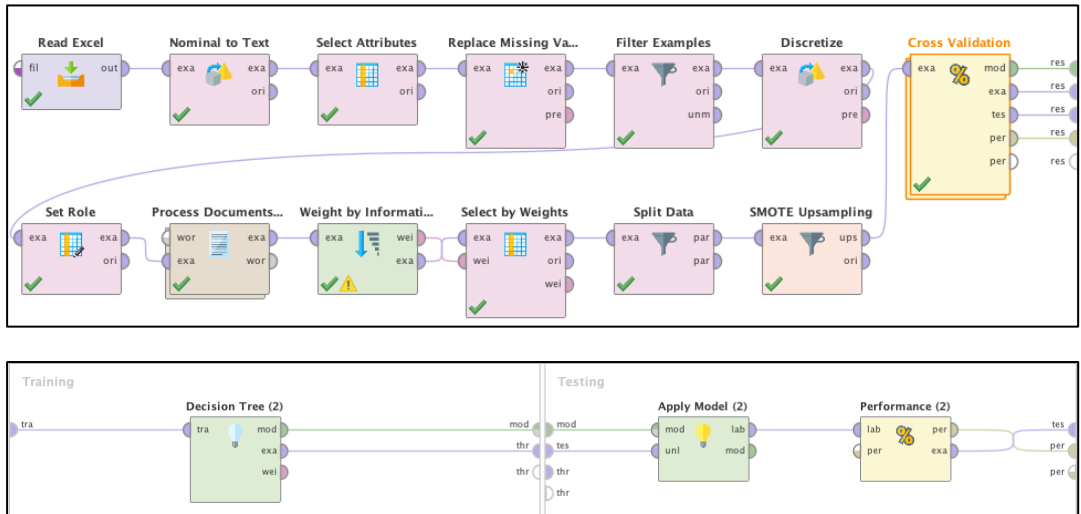 Read Excel
fil out
Nominal to Text
exa exa
ori
Select Attributes
exa exa
ori
Replace Missing Va...
exa exa
ori
pre
Filter Examples
exa exa
ori
unm
Discretize
exa exa
ori
pre
Cross Validation
exa mod
exa
tes
per
per
res
res
res
res
res
Set Role
exa exa
ori
Process Documents...
wor exa
exa wor
Weight by Informati...
exa wei
exa
Select by Weights
exa exa
wei ori
wei
Split Data
exa par
par
SMOTE Upsampling
exa ups
ori
Training
tra
Decision Tree (2)
tra mod
exa
wei
mod
thr
thr
Testing
mod
tes
thr
thr
Apply Model (2)
mod lab
unl mod
Performance (2)
lab per
per exa
tes
per
per